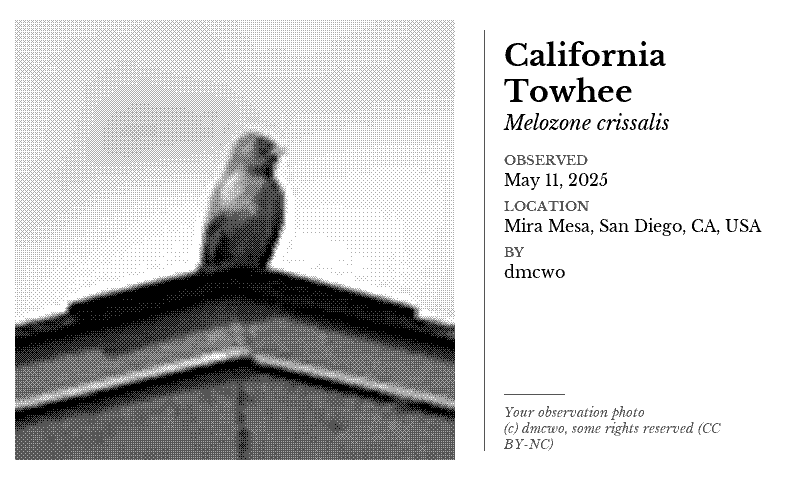 California
Towhee
Melozone crissalis
OBSERVED
May 11, 2025
LOCATION
Mira Mesa, San Diego, CA, USA
BY
dmcwo
Your observation photo
(c) dmcwo, some rights reserved (CC
BY-NC)